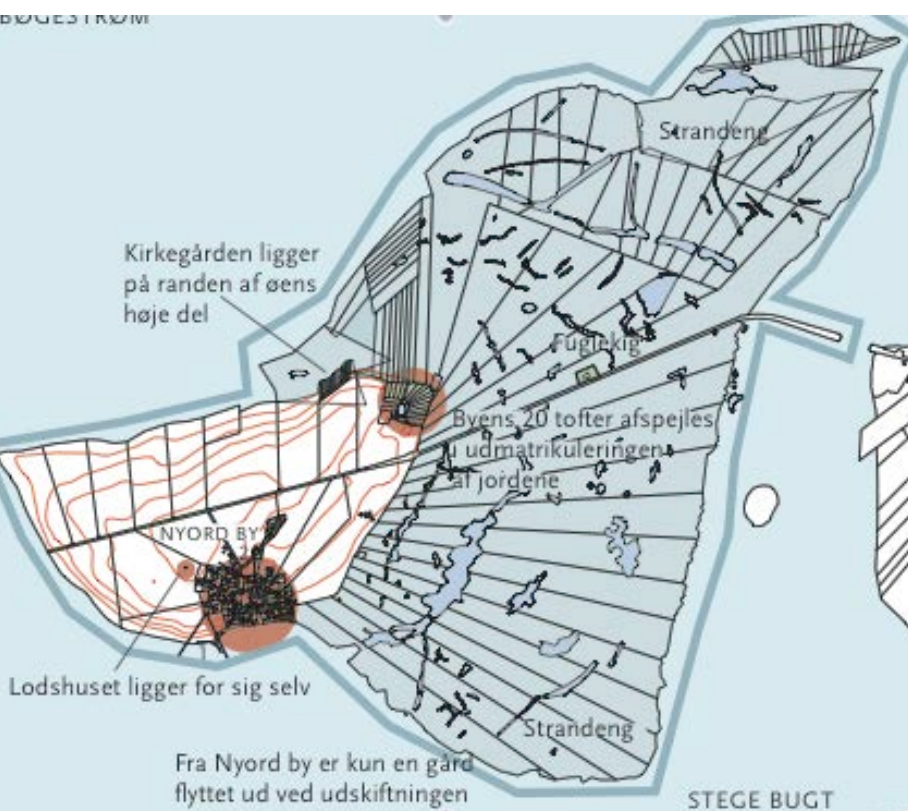 BØGESTRØM
Strandeng
Kirkegården ligger
på randen af øens
høje del
Fuglekig
Byens 20 tofter afspejles
i udmatrikuleringen
af jordene
NYORD BY
Lodshuset ligger for sig selv
Strandeng
Fra Nyord by er kun en gård
flyttet ud ved udskiftningen
STEGE BUGT